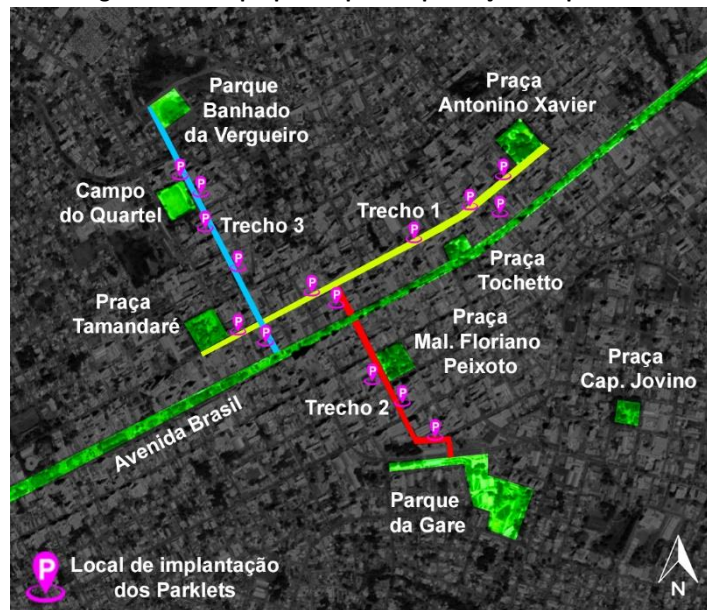 Parque
Banhado
da Vergueiro
Praça
Antonino Xavier
Campo
do Quartel
Trecho 3
Trecho 1
Praça
Tochetto
Praça
Tamandaré
Praça
Mal. Floriano
Peixoto
Praça
Cap. Jovino
Trecho 2
Avenida Brasil
Parque
da Gare
P Local de implantação
dos Parklets
N
P
P
P
P
P
P
P
P
P
P
P
P
P
P